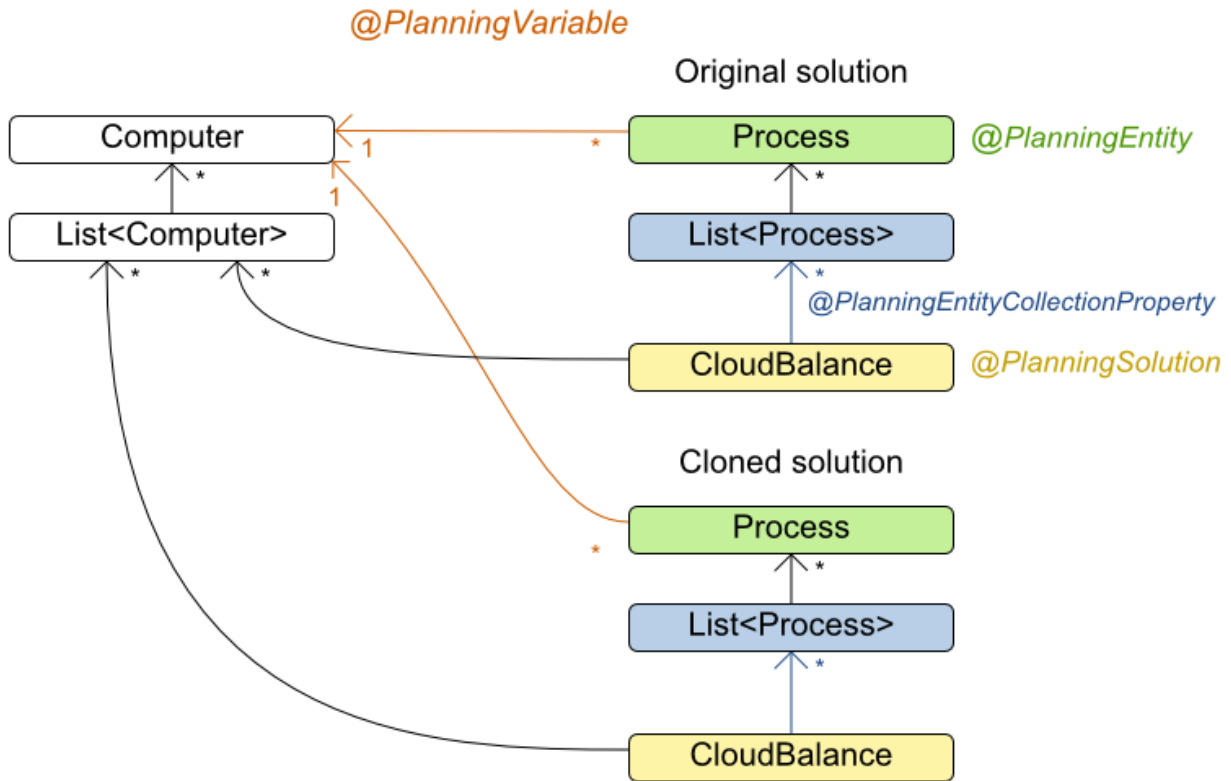 @PlanningVariable
Original solution
Computer
1
*
Process
@PlanningEntity
*
1
*
List<Computer>
List<Process>
*
*
*
@PlanningEntityCollectionProperty
CloudBalance
@PlanningSolution
Cloned solution
Process
*
*
List<Process>
*
CloudBalance